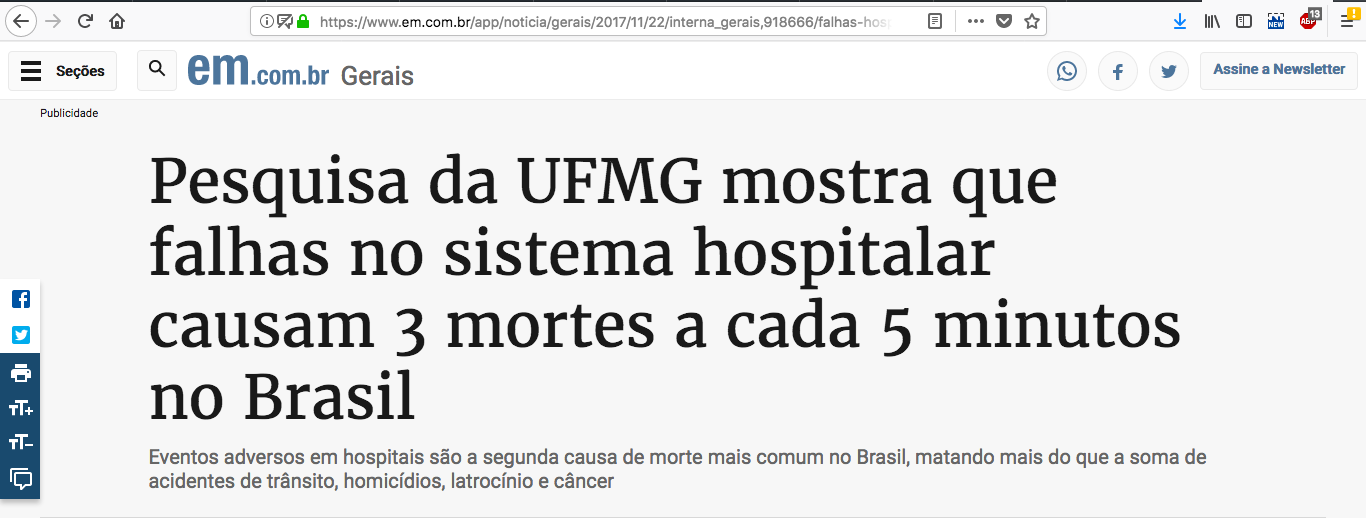 https://www.em.com.br/app/noticia/gerais/2017/11/22/interna_gerais,918666/falhas-hosp
NEW
ABP
13
Seções
em.com.br Gerais
Assine a Newsletter
Publicidade
Pesquisa da UFMG mostra que
falhas no sistema hospitalar
causam 3 mortes a cada 5 minutos
no Brasil
Eventos adversos em hospitais são a segunda causa de morte mais comum no Brasil, matando mais do que a soma de
acidentes de trânsito, homicídios, latrocínio e câncer
TT+
TT-